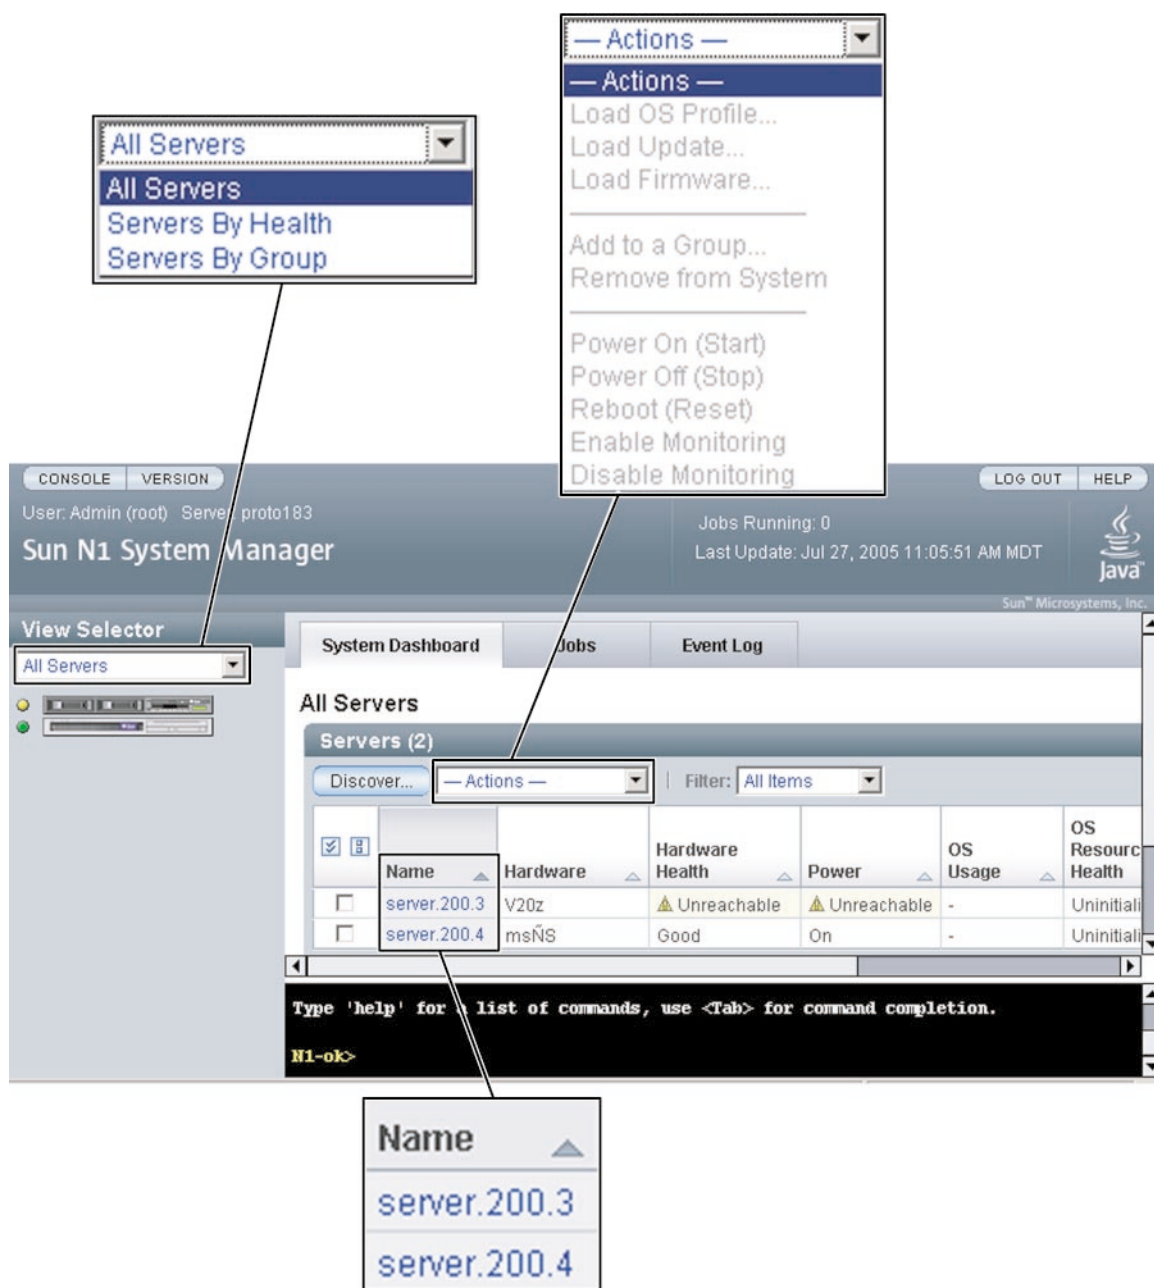 — Actions —
— Actions —
Load OS Profile...
Load Update...
Load Firmware...
Add to a Group...
Remove from System
Power On (Start)
Power Off (Stop)
Reboot (Reset)
Enable Monitoring
Disable Monitoring
All Servers
All Servers
Servers By Health
Servers By Group
CONSOLE VERSION LOG OUT HELP
User: Admin (root) Server: proto183
Sun N1 System Manager
Jobs Running: 0
Last Update: Jul 27, 2005 11:05:51 AM MDT
Java™
Sun™ Microsystems, Inc.
View Selector
All Servers
System Dashboard Jobs Event Log
All Servers
Servers (2)
Discover... — Actions — Filter: All Items
Name Hardware Hardware Health Power OS Usage OS Resourc Health
server.200.3 V20z Unreachable Unreachable - Uninitiali
server.200.4 msÑS Good On - Uninitiali
Type 'help' for a list of commands, use <Tab> for command completion.
N1-ok>
Name
server.200.3
server.200.4